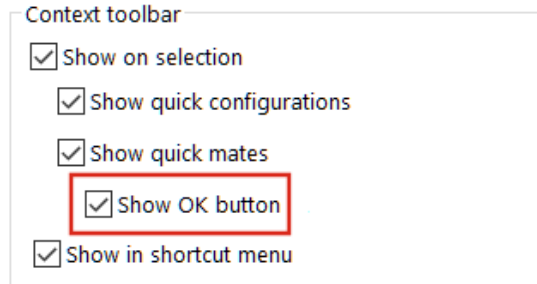 Context toolbar
Show on selection
Show quick configurations
Show quick mates
Show OK button
Show in shortcut menu